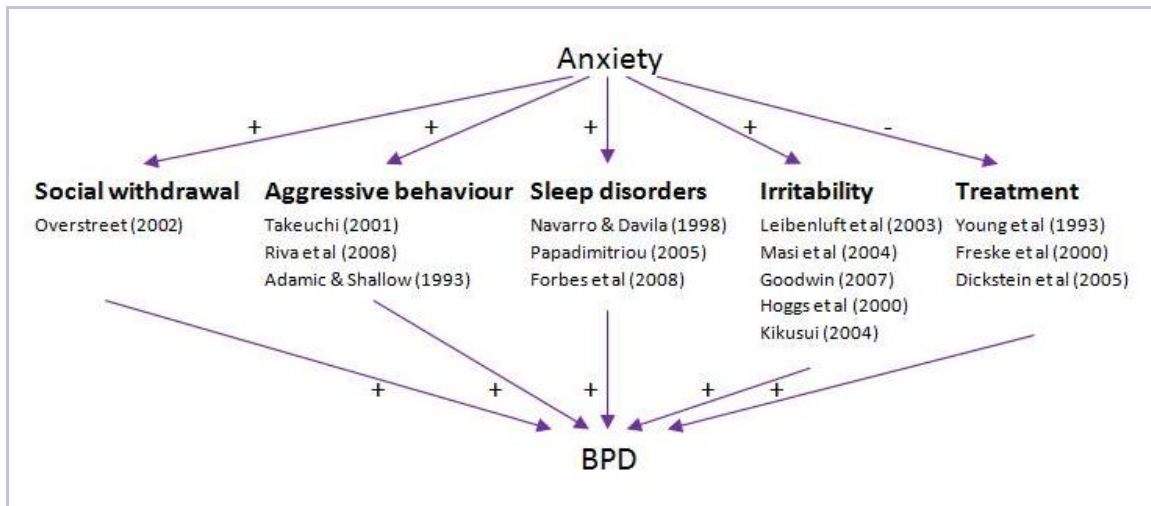 Anxiety
+ + + + -
Social withdrawal
Overstreet (2002)
Aggressive behaviour
Takeuchi (2001)
Riva et al (2008)
Adamic & Shallow (1993)
Sleep disorders
Navarro & Davila (1998)
Papadimitriou (2005)
Forbes et al (2008)
Irritability
Leibenluft et al (2003)
Masi et al (2004)
Goodwin (2007)
Hoggs et al (2000)
Kikusui (2004)
Treatment
Young et al (1993)
Freske et al (2000)
Dickstein et al (2005)
+ + + + +
BPD